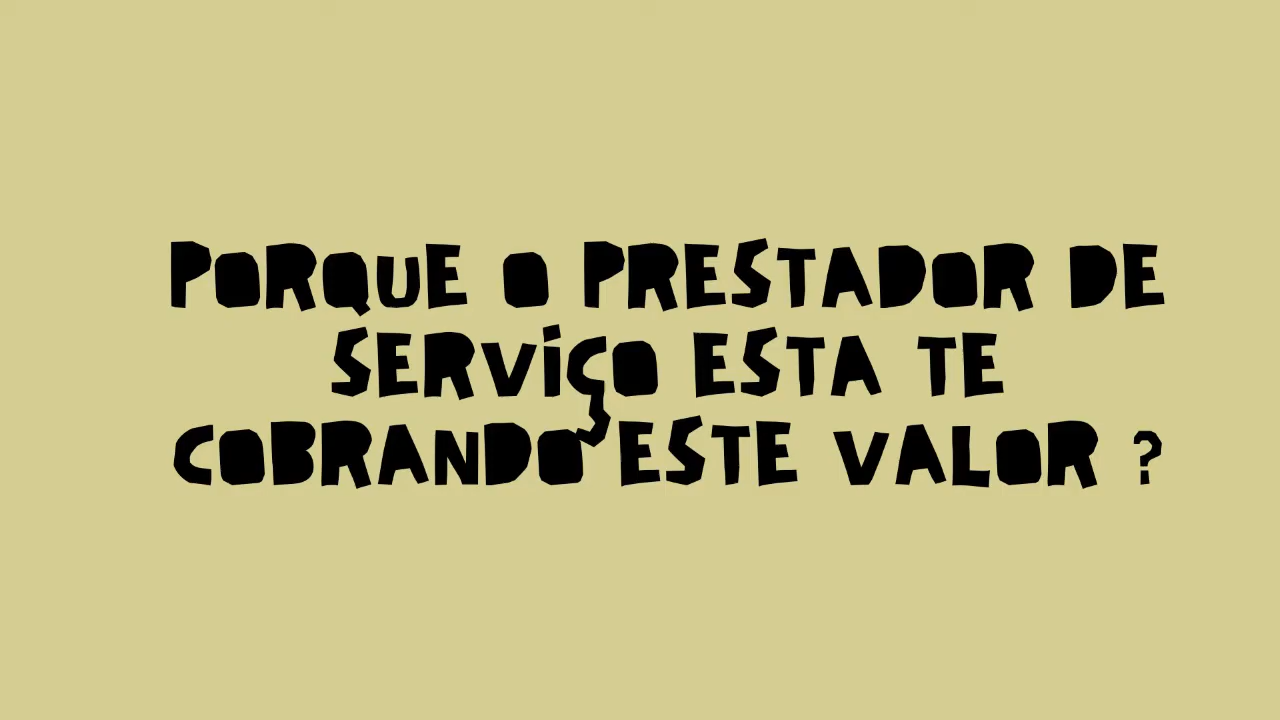 PORQUE O PRESTADOR DE
SERVIÇO ESTA TE
COBRANDO ESTE VALOR ?